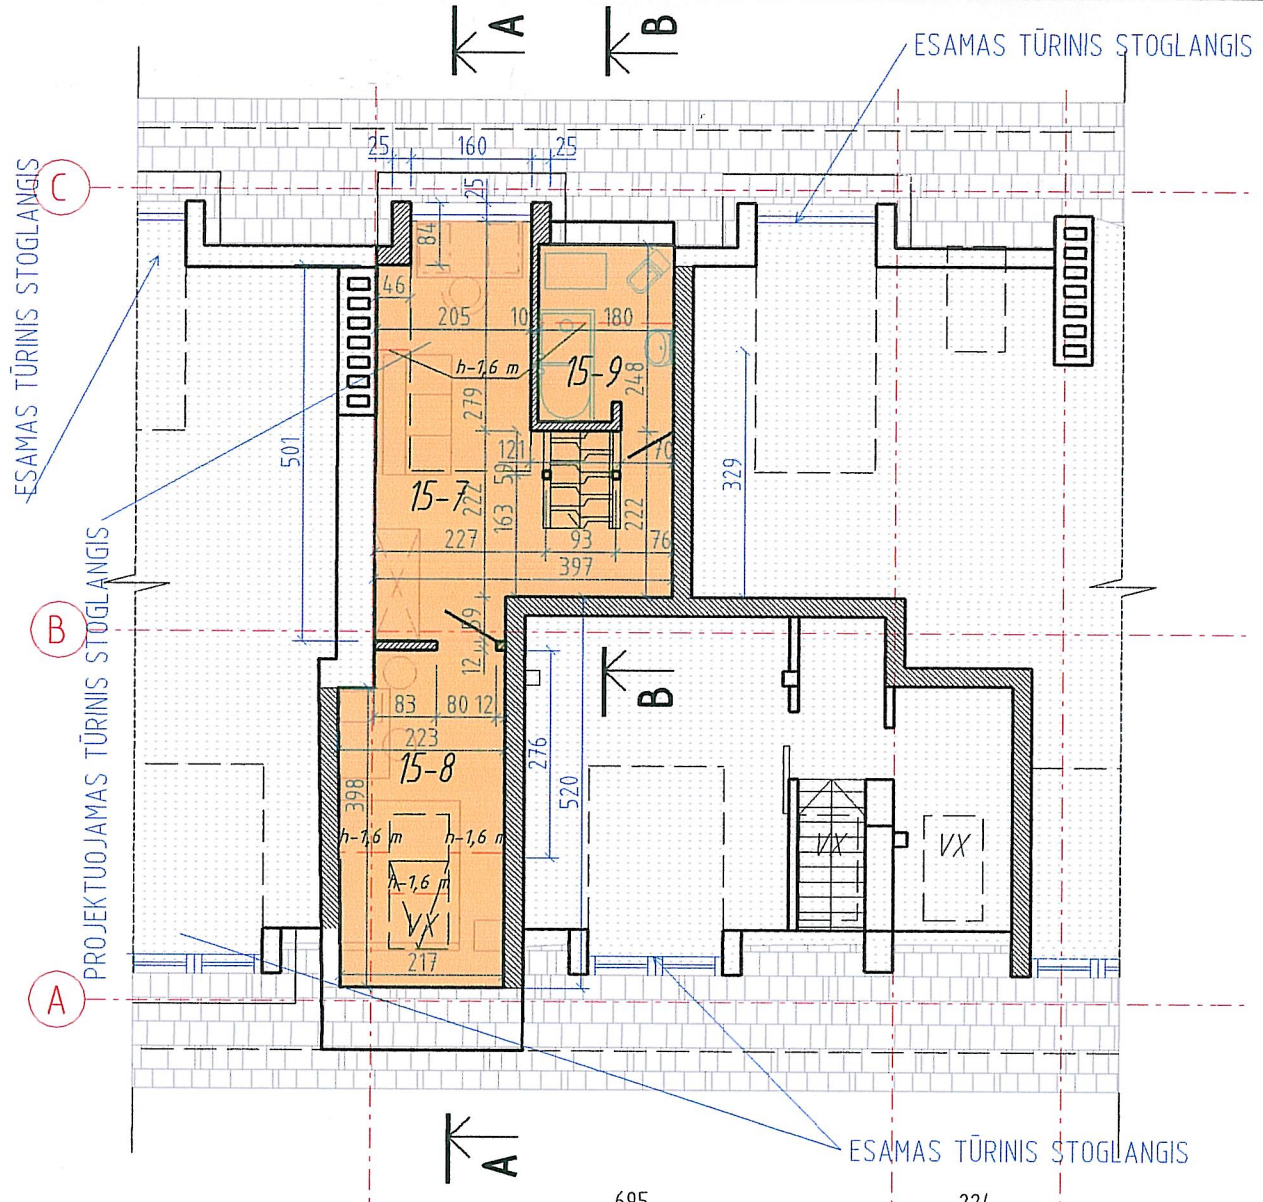 A
B
ESAMAS TŪRINIS STOGLANGIS
25
160
25
C
ESAMAS TŪRINIS STOGLANGIS
25
84
46
205
10
180
h-1,6 m
15-9
248
279
501
121
70
59
329
15-7
222
163
222
227
93
76
397
B
59
12
PROJEKTUOJAMAS TŪRINIS STOGLANGIS
B
83
80
12
223
276
15-8
520
398
h-1,6 m
h-1,6 m
h-1,6 m
VX
VX
VX
217
A
ESAMAS TŪRINIS STOGLANGIS
A
695